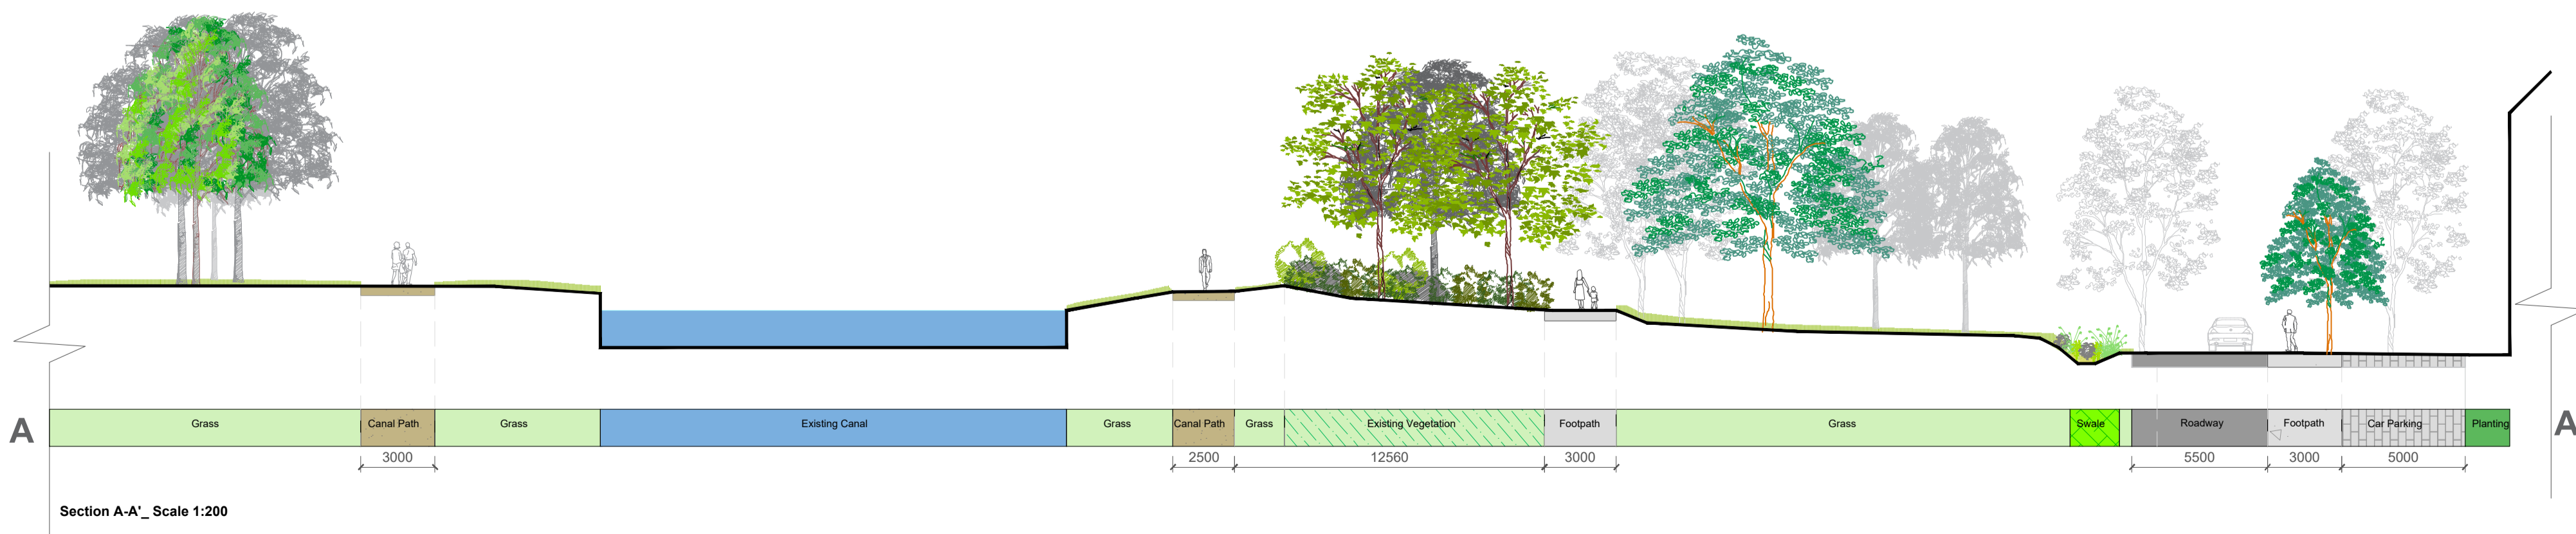 A
Grass
Canal Path
Grass
Existing Canal
Grass
Canal Path
Grass
Existing Vegetation
Footpath
Grass
Swale
Roadway
Footpath
Car Parking
Planting
A
3000
2500
12560
3000
5500
3000
5000
Section A-A'_ Scale 1:200